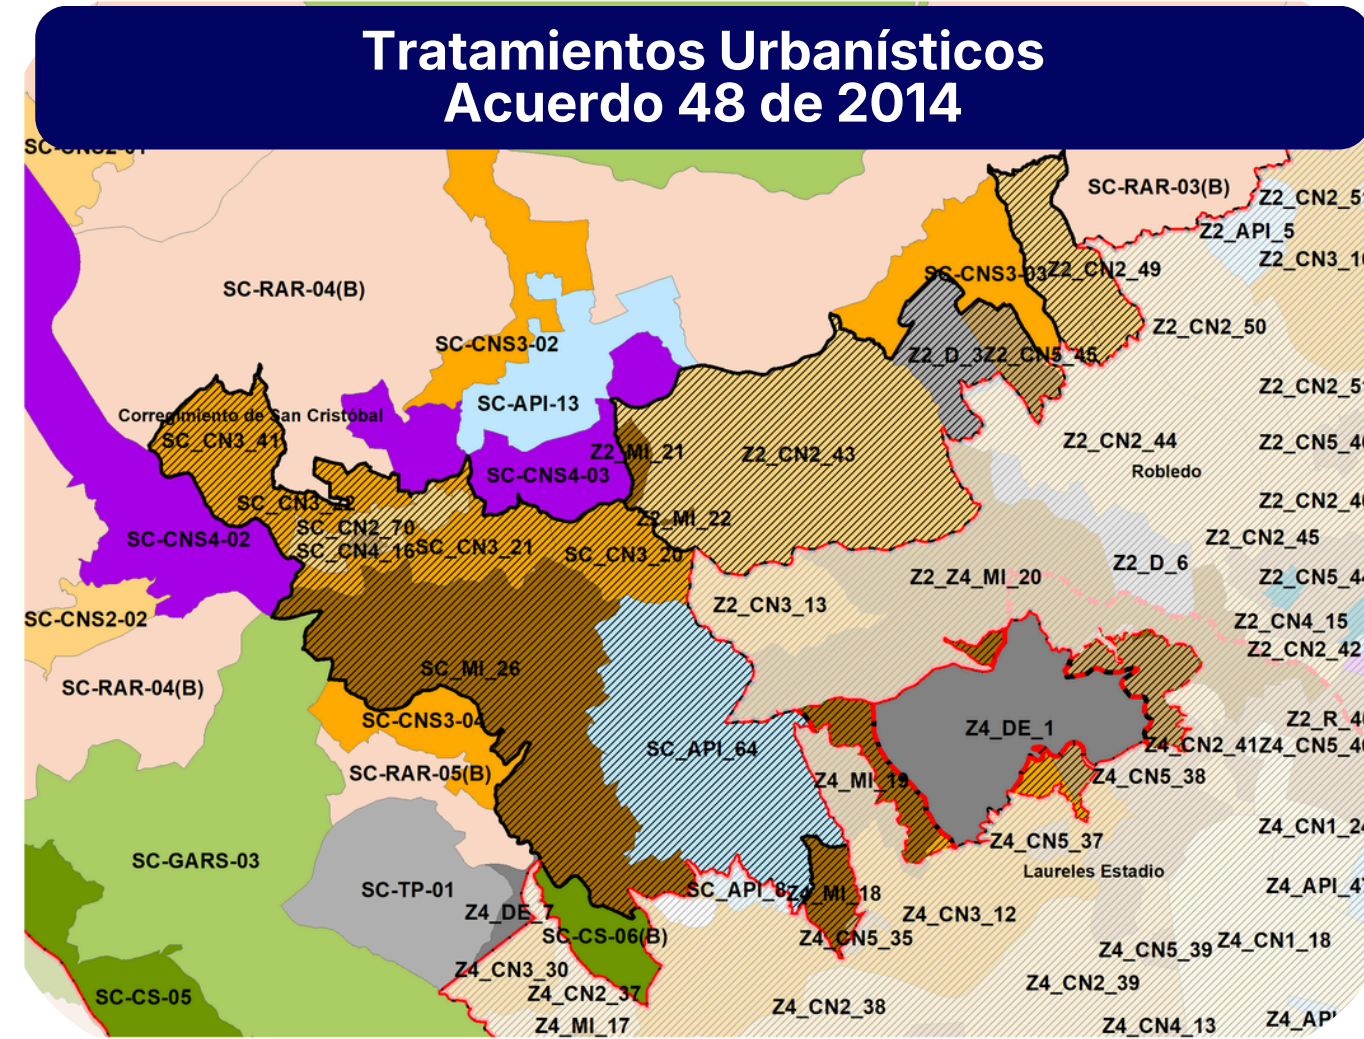 Tratamientos Urbanísticos
Acuerdo 48 de 2014
SC-RAR-03(B)
Z2_CN2_51
Z2_API_5
Z2_CN3_10
SC-CNS3-03
Z2_CN2_49
SC-RAR-04(B)
Z2_CN2_50
SC-CNS3-02
Z2_D_3
Z2_CN5_45
SC-API-13
Corregimiento de San Cristóbal
SC_CN3_41
Z2_CN2_44
Z2_MI_21
Z2_CN2_43
Robledo
SC-CNS4-03
SC_CN3_22
Z2_MI_22
SC_CN2_70
SC-CNS4-02
SC_CN4_16
SC_CN3_21
SC_CN3_20
Z2_CN2_45
Z2_D_6
Z2_Z4_MI_20
Z2_CN3_13
SC-CNS2-02
Z2_CN4_15
Z2_CN2_42
SC_MI_26
SC-RAR-04(B)
SC-CNS3-04
Z4_DE_1
SC_API_64
Z4_CN2_41
SC-RAR-05(B)
Z4_MI_19
Z4_CN5_38
Z4_CN5_37
SC-GARS-03
Laureles Estadio
SC-TP-01
SC_API_8
Z4_MI_18
Z4_DE_7
Z4_CN3_12
SC-CS-06(B)
Z4_CN5_35
Z4_CN5_39
Z4_CN1_18
Z4_CN3_30
Z4_CN2_39
Z4_CN2_37
SC-CS-05
Z4_CN2_38
Z4_MI_17
Z4_CN4_13